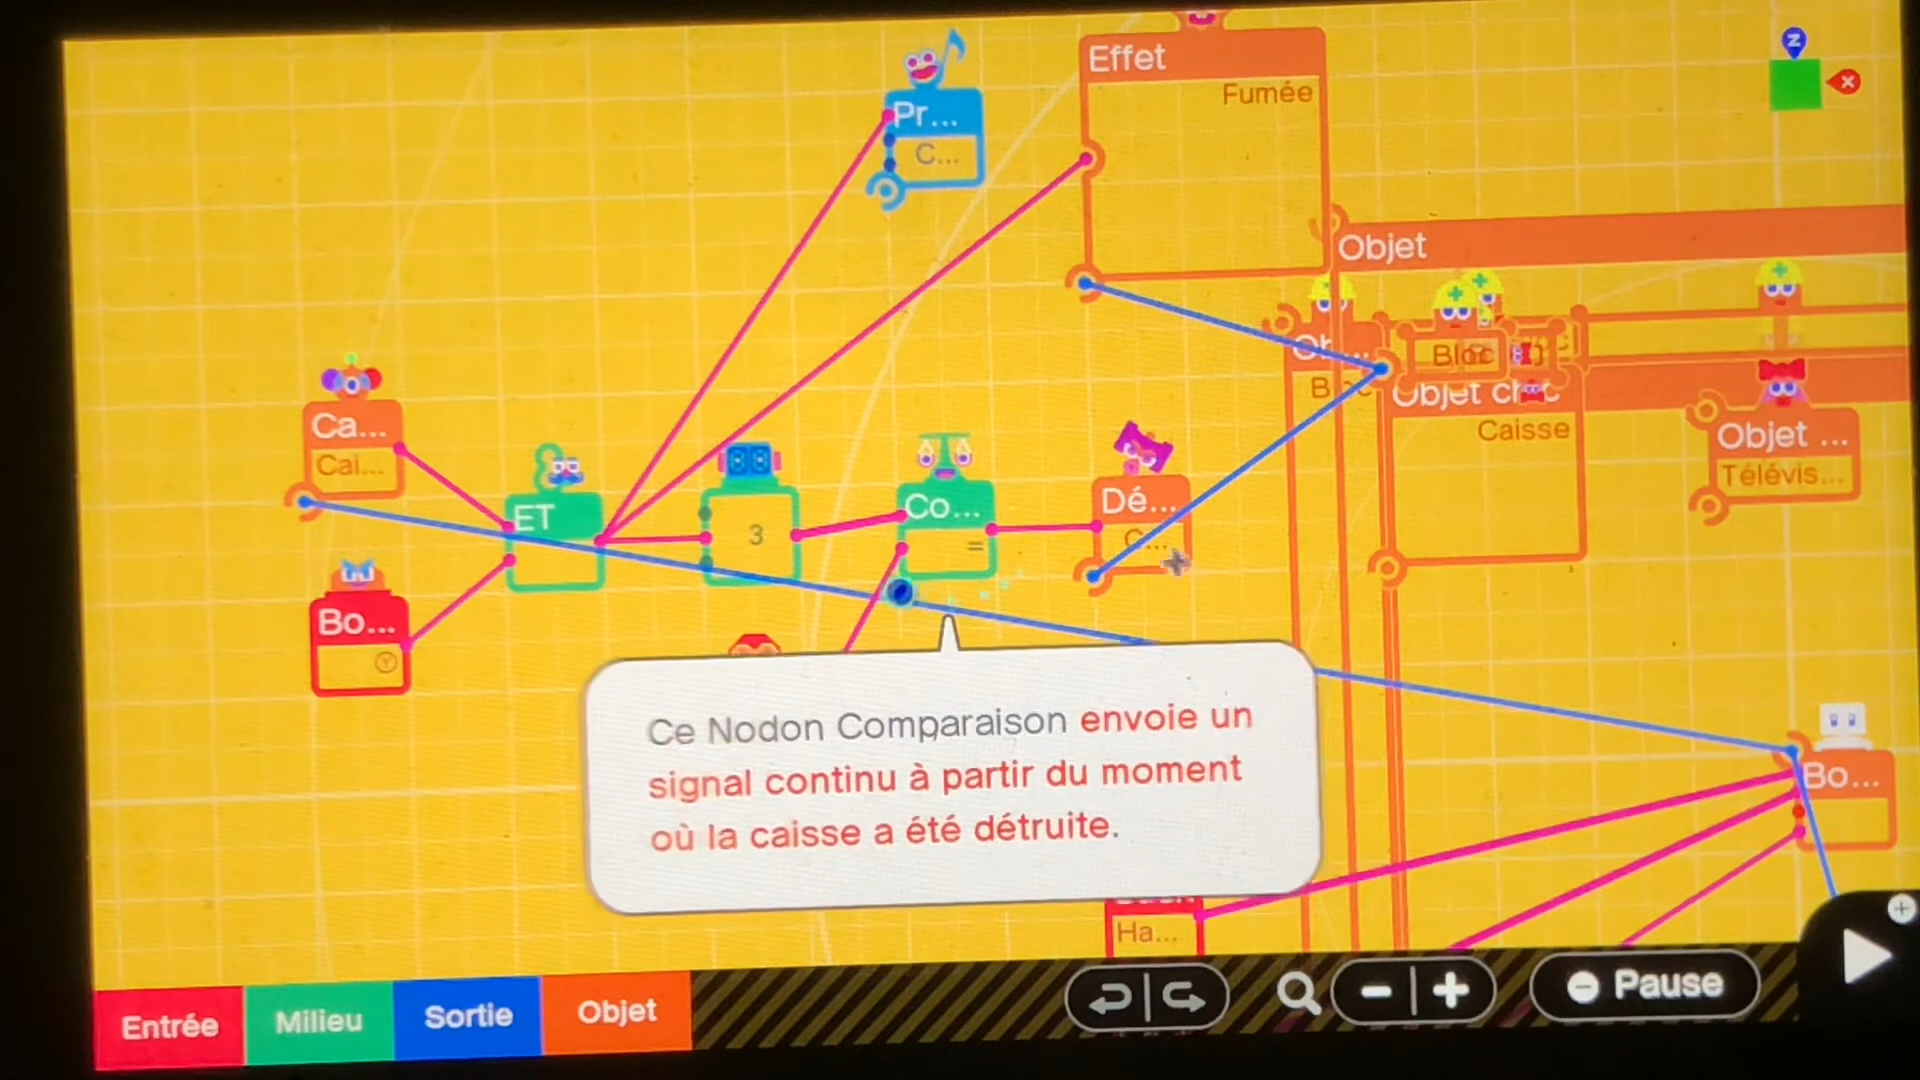 Effet
Fumée
Z
X
Pr...
C...
Objet
Bloc
Objet choc
Caisse
Objet ...
Télévis...
Ca...
Cai...
ET
3
Co...
=
Dé...
C...
Bo...
Y
Ce Nodon Comparaison envoie un
signal continu à partir du moment
où la caisse a été détruite.
Bo...
Ha...
Entrée
Milieu
Sortie
Objet
Pause